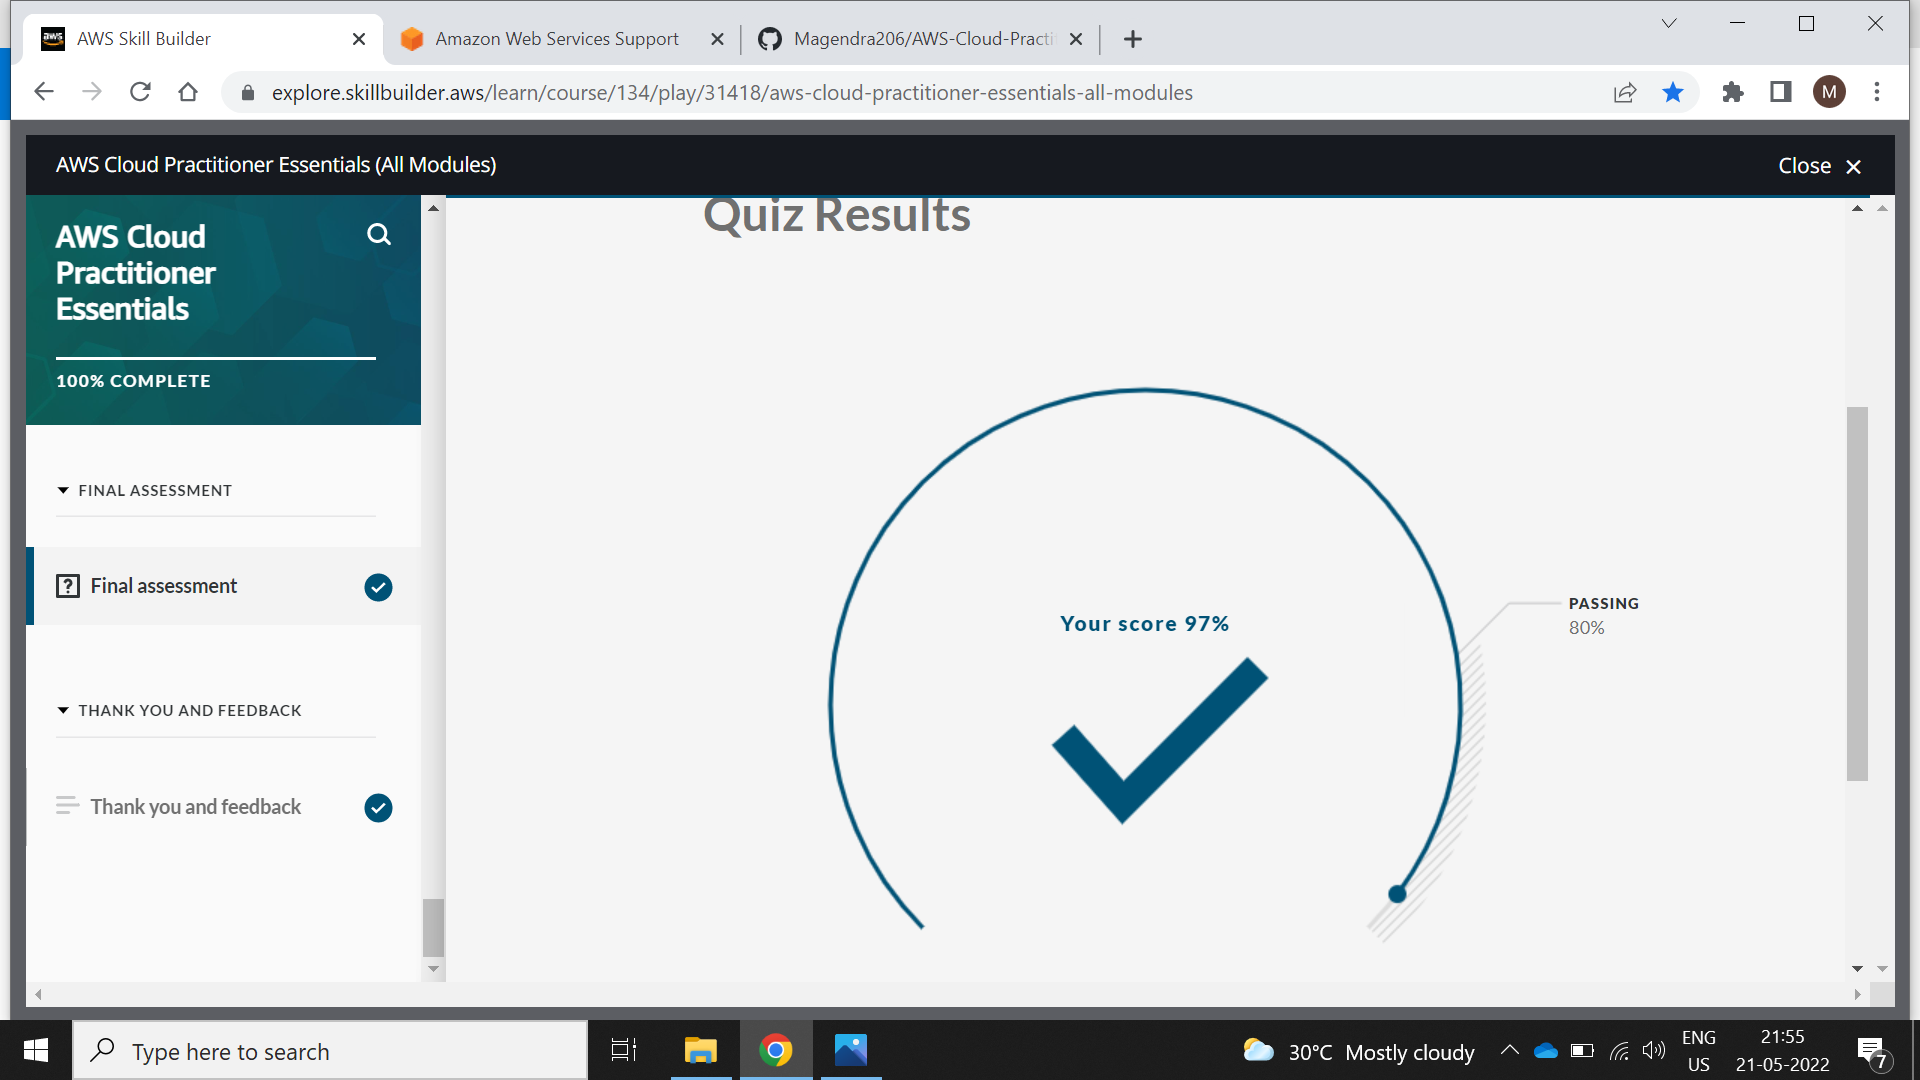 AWS Skill Builder
Amazon Web Services Support
Magendra206/AWS-Cloud-Practi
explore.skillbuilder.aws/learn/course/134/play/31418/aws-cloud-practitioner-essentials-all-modules
M
AWS Cloud Practitioner Essentials (All Modules)
Close
AWS Cloud
Practitioner
Essentials
100% COMPLETE
FINAL ASSESSMENT
Final assessment
THANK YOU AND FEEDBACK
Thank you and feedback
Quiz Results
Your score 97%
PASSING
80%
Type here to search
30°C Mostly cloudy
ENG
US
21:55
21-05-2022
7